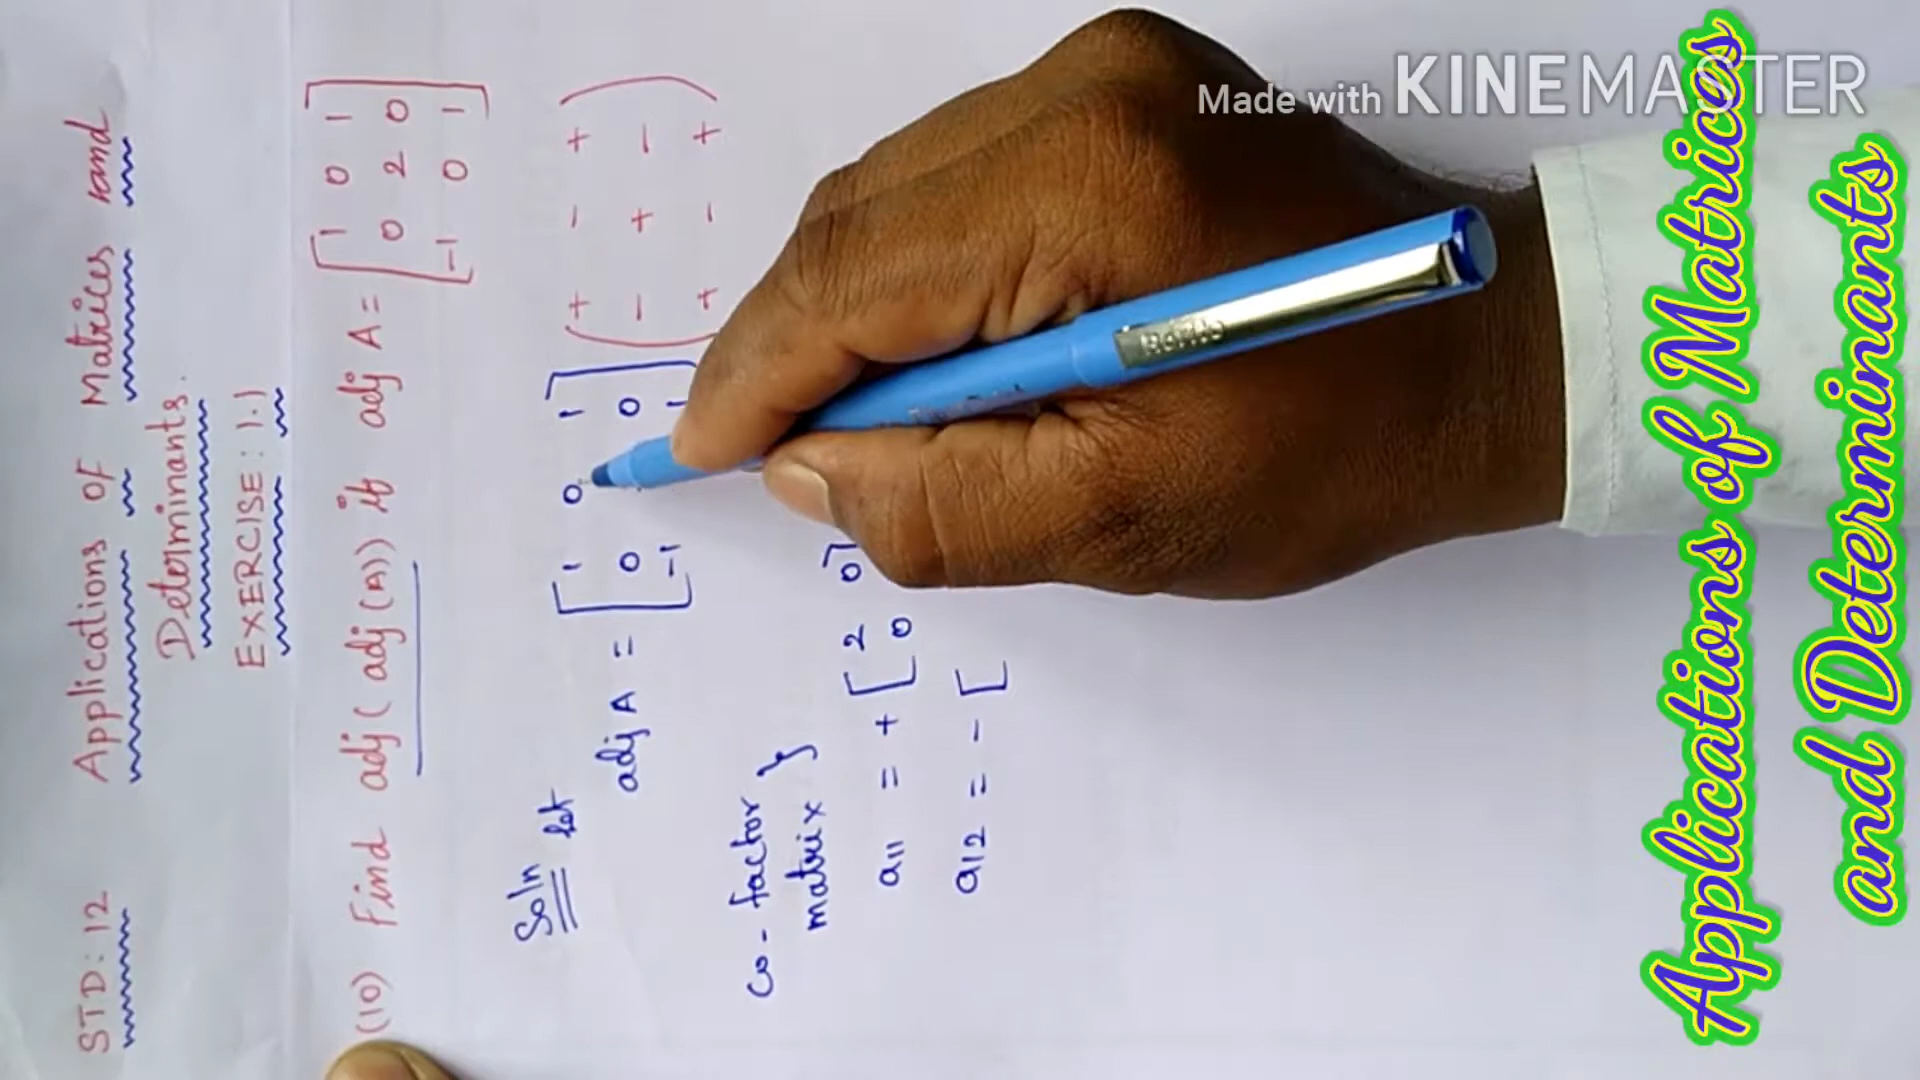 STD: 12 Applications of Matrices and
Determinants.
EXERCISE: 1.1
(10) Find adj(adj(A)) if adj A = [1 0 1
0 2 0
-1 0 1]
Soln let
adj A = [1 0 1
0 0
-1 1]
(+ - +
- + -
+ - +)
co-factor
matrix }
a11 = + [2 0]
0
a12 = - [
Made with KINEMASTER
Applications of Matrices
and Determinants